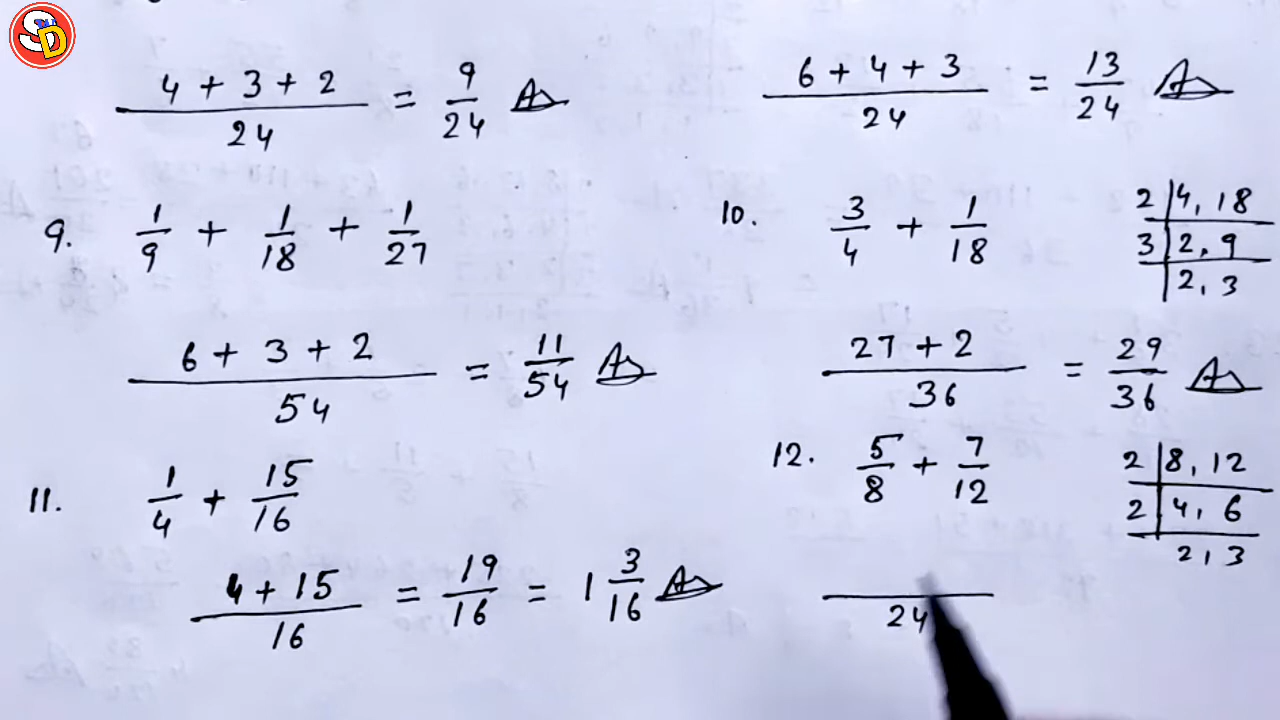 SD
(4 + 3 + 2)/24 = 9/24 Ans
(6 + 4 + 3)/24 = 13/24 Ans
9. 1/9 + 1/18 + 1/27
(6 + 3 + 2)/54 = 11/54 Ans
10. 3/4 + 1/18
2 | 4, 18
3 | 2, 9
| 2, 3
(27 + 2)/36 = 29/36 Ans
11. 1/4 + 15/16
(4 + 15)/16 = 19/16 = 1 3/16 Ans
12. 5/8 + 7/12
2 | 8, 12
2 | 4, 6
2, 3
/24